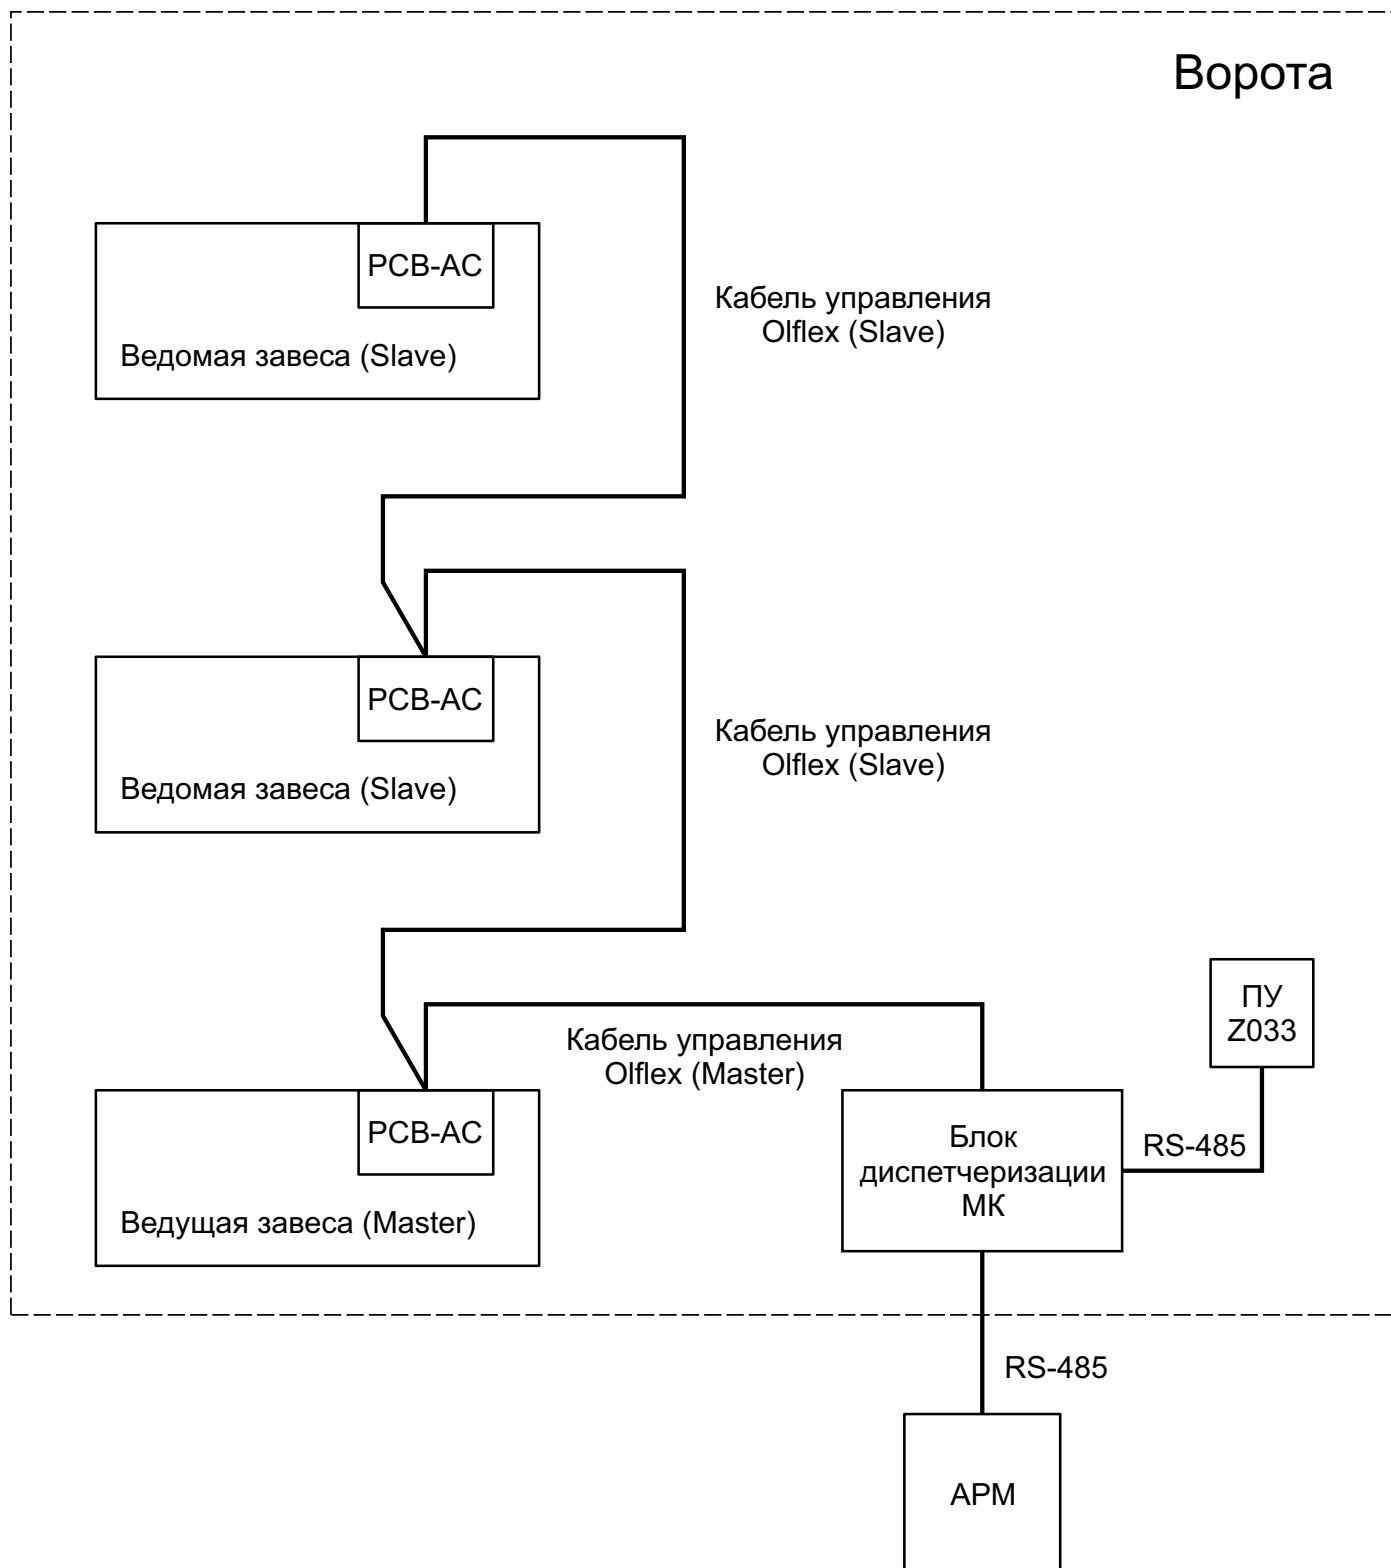 Ворота
PCB-AC
Ведомая завеса (Slave)
Кабель управления
Olflex (Slave)
PCB-AC
Ведомая завеса (Slave)
Кабель управления
Olflex (Slave)
ПУ
Z033
Кабель управления
Olflex (Master)
PCB-AC
Ведущая завеса (Master)
Блок
диспетчеризации
МК
RS-485
RS-485
АРМ